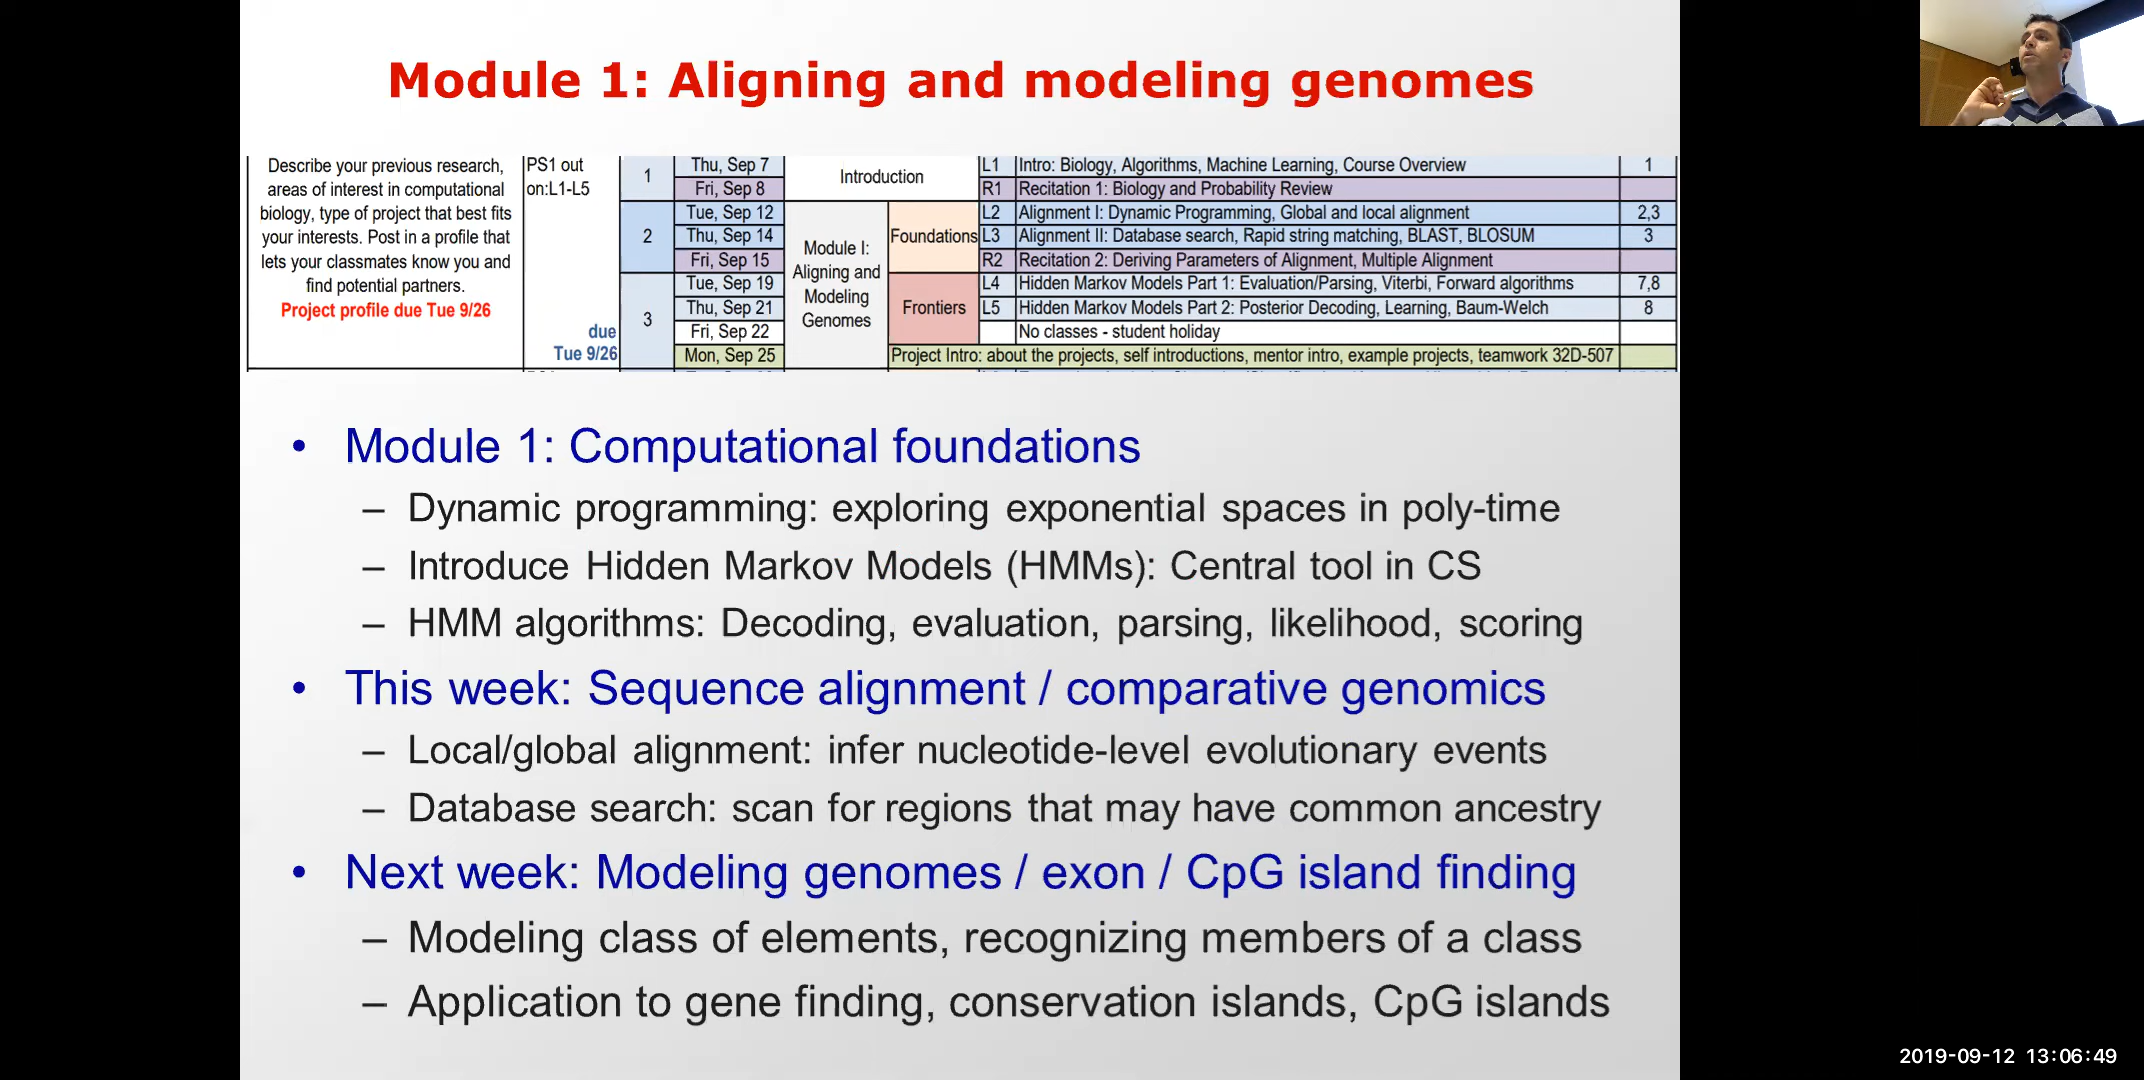 Module 1: Aligning and modeling genomes
Describe your previous research,
areas of interest in computational
biology, type of project that best fits
your interests. Post in a profile that
lets your classmates know you and
find potential partners.
Project profile due Tue 9/26
PS1 out
on:L1-L5
due
Tue 9/26
1 Thu, Sep 7 Introduction L1 Intro: Biology, Algorithms, Machine Learning, Course Overview 1
Fri, Sep 8 R1 Recitation 1: Biology and Probability Review
2 Tue, Sep 12 Module I: Aligning and Modeling Genomes Foundations L2 Alignment I: Dynamic Programming, Global and local alignment 2,3
Thu, Sep 14 L3 Alignment II: Database search, Rapid string matching, BLAST, BLOSUM 3
Fri, Sep 15 R2 Recitation 2: Deriving Parameters of Alignment, Multiple Alignment
3 Tue, Sep 19 Frontiers L4 Hidden Markov Models Part 1: Evaluation/Parsing, Viterbi, Forward algorithms 7,8
Thu, Sep 21 L5 Hidden Markov Models Part 2: Posterior Decoding, Learning, Baum-Welch 8
Fri, Sep 22 No classes - student holiday
Mon, Sep 25 Project Intro: about the projects, self introductions, mentor intro, example projects, teamwork 32D-507
• Module 1: Computational foundations
– Dynamic programming: exploring exponential spaces in poly-time
– Introduce Hidden Markov Models (HMMs): Central tool in CS
– HMM algorithms: Decoding, evaluation, parsing, likelihood, scoring
• This week: Sequence alignment / comparative genomics
– Local/global alignment: infer nucleotide-level evolutionary events
– Database search: scan for regions that may have common ancestry
• Next week: Modeling genomes / exon / CpG island finding
– Modeling class of elements, recognizing members of a class
– Application to gene finding, conservation islands, CpG islands
2019-09-12 13:06:49